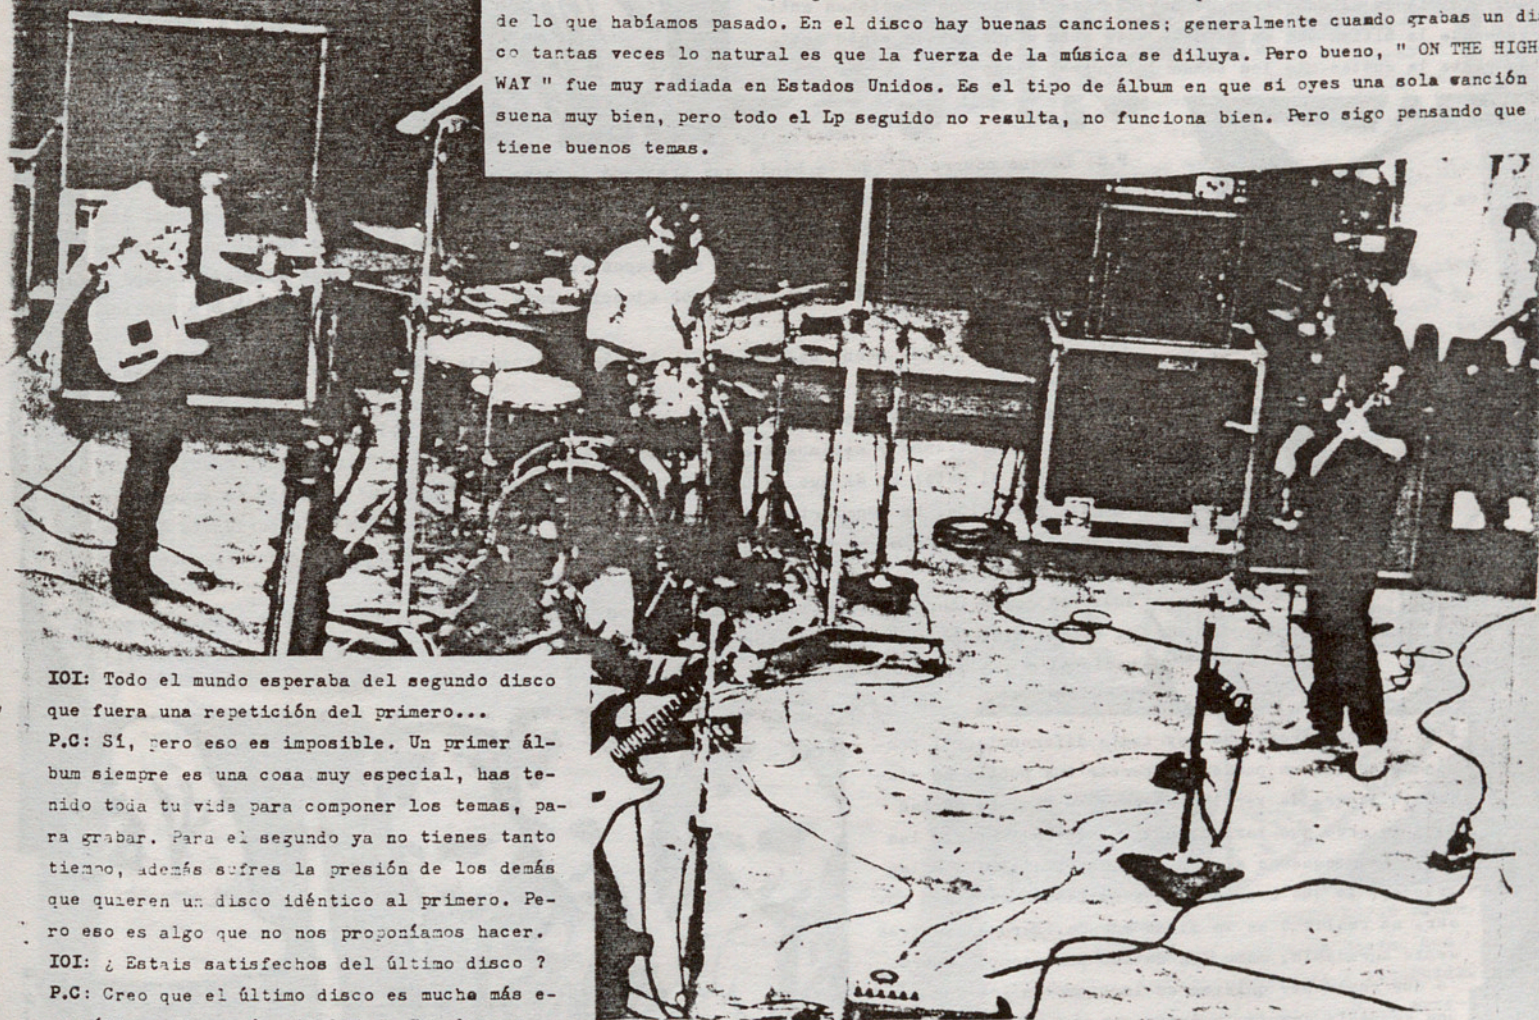 de lo que habíamos pasado. En el disco hay buenas canciones; generalmente cuamdo grabas un di
co tantas veces lo natural es que la fuerza de la música se diluya. Pero bueno, " ON THE HIGH
WAY " fue muy radiada en Estados Unidos. Es el tipo de álbum en que si oyes una sola canción
suena muy bien, pero todo el Lp seguido no resulta, no funciona bien. Pero sigo pensando que
tiene buenos temas.
IOI: Todo el mundo esperaba del segundo disco
que fuera una repetición del primero...
P.C: Sí, pero eso es imposible. Un primer ál-
bum siempre es una cosa muy especial, has te-
nido toda tu vida para componer los temas, pa-
ra grabar. Para el segundo ya no tienes tanto
tiempo, además sufres la presión de los demás
que quieren un disco idéntico al primero. Pe-
ro eso es algo que no nos proponíamos hacer.
IOI: ¿ Estais satisfechos del último disco ?
P.C: Creo que el último disco es mucho más e-